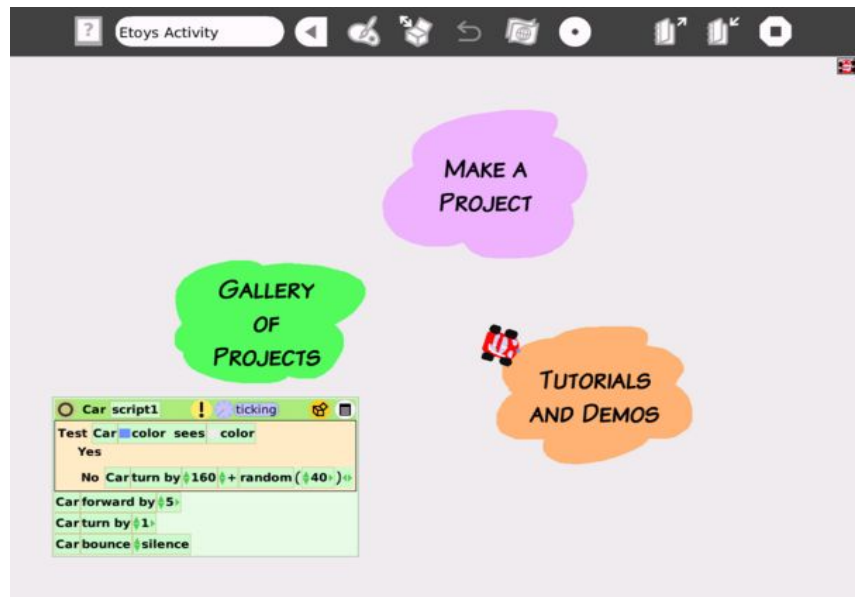 ?
Etoys Activity
MAKE A
PROJECT
GALLERY
OF
PROJECTS
TUTORIALS
AND DEMOS
Car script1 ! ticking
Test Car color sees color
Yes
No Car turn by 160 + random ( 40 )
Car forward by 5
Car turn by 1
Car bounce silence